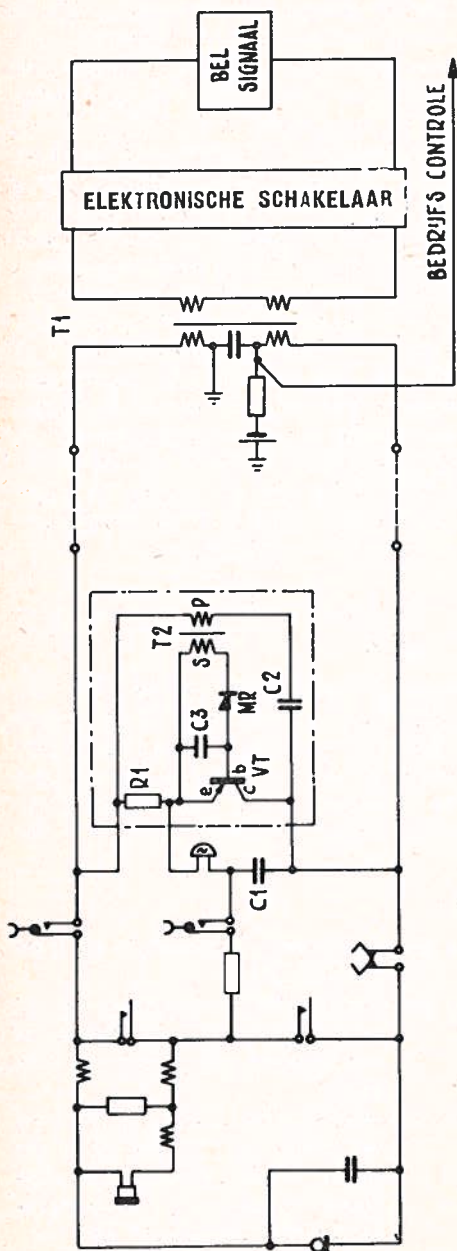 BEL
SIGNAAL
ELEKTRONISCHE SCHAKELAAR
BEDRIJFS CONTROLE
T1
T2
P
S
R1
C3
MR
C2
e
b
c
VT
C1